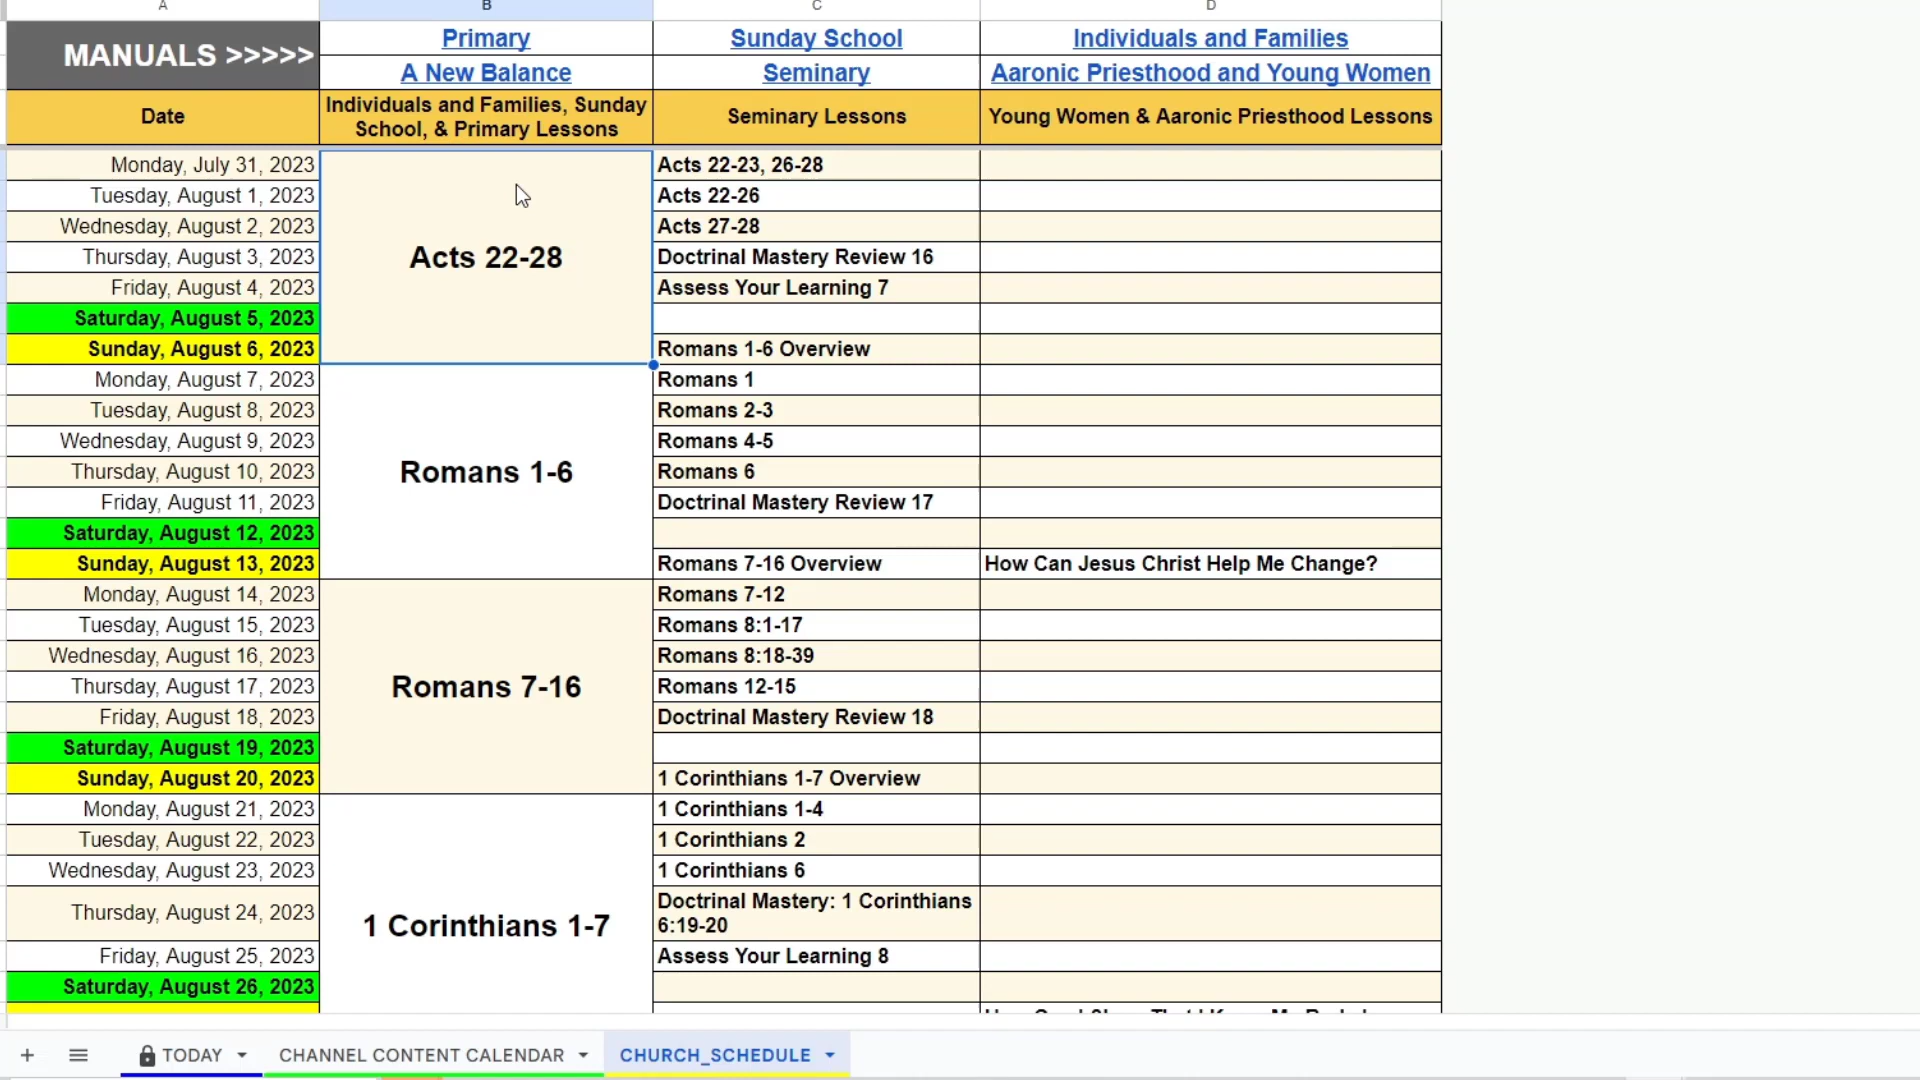 A B C D
MANUALS >>>>> Primary Sunday School Individuals and Families
A New Balance Seminary Aaronic Priesthood and Young Women
Date Individuals and Families, Sunday School, & Primary Lessons Seminary Lessons Young Women & Aaronic Priesthood Lessons
Monday, July 31, 2023 Acts 22-23, 26-28
Tuesday, August 1, 2023 Acts 22-26
Wednesday, August 2, 2023 Acts 27-28
Thursday, August 3, 2023 Acts 22-28 Doctrinal Mastery Review 16
Friday, August 4, 2023 Assess Your Learning 7
Saturday, August 5, 2023
Sunday, August 6, 2023 Romans 1-6 Overview
Monday, August 7, 2023 Romans 1
Tuesday, August 8, 2023 Romans 2-3
Wednesday, August 9, 2023 Romans 4-5
Thursday, August 10, 2023 Romans 1-6 Romans 6
Friday, August 11, 2023 Doctrinal Mastery Review 17
Saturday, August 12, 2023
Sunday, August 13, 2023 Romans 7-16 Overview How Can Jesus Christ Help Me Change?
Monday, August 14, 2023 Romans 7-12
Tuesday, August 15, 2023 Romans 8:1-17
Wednesday, August 16, 2023 Romans 8:18-39
Thursday, August 17, 2023 Romans 7-16 Romans 12-15
Friday, August 18, 2023 Doctrinal Mastery Review 18
Saturday, August 19, 2023
Sunday, August 20, 2023 1 Corinthians 1-7 Overview
Monday, August 21, 2023 1 Corinthians 1-4
Tuesday, August 22, 2023 1 Corinthians 2
Wednesday, August 23, 2023 1 Corinthians 6
Thursday, August 24, 2023 1 Corinthians 1-7 Doctrinal Mastery: 1 Corinthians 6:19-20
Friday, August 25, 2023 Assess Your Learning 8
Saturday, August 26, 2023
TODAY CHANNEL CONTENT CALENDAR CHURCH_SCHEDULE